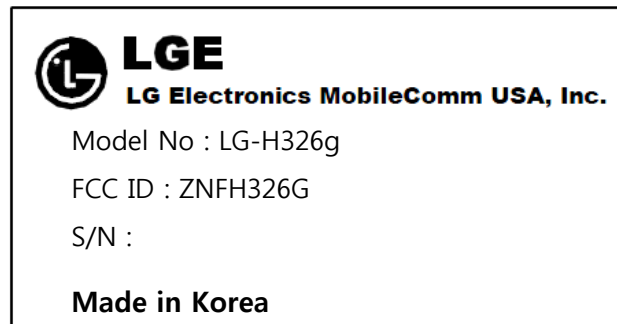 LGE
LG Electronics MobileComm USA, Inc.
Model No : LG-H326g
FCC ID : ZNFH326G
S/N :
Made in Korea